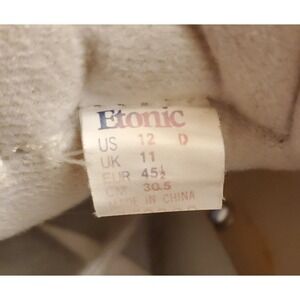 Etonic
US 12 D
UK 11
EUR 45½
CM 30.5
MADE IN CHINA